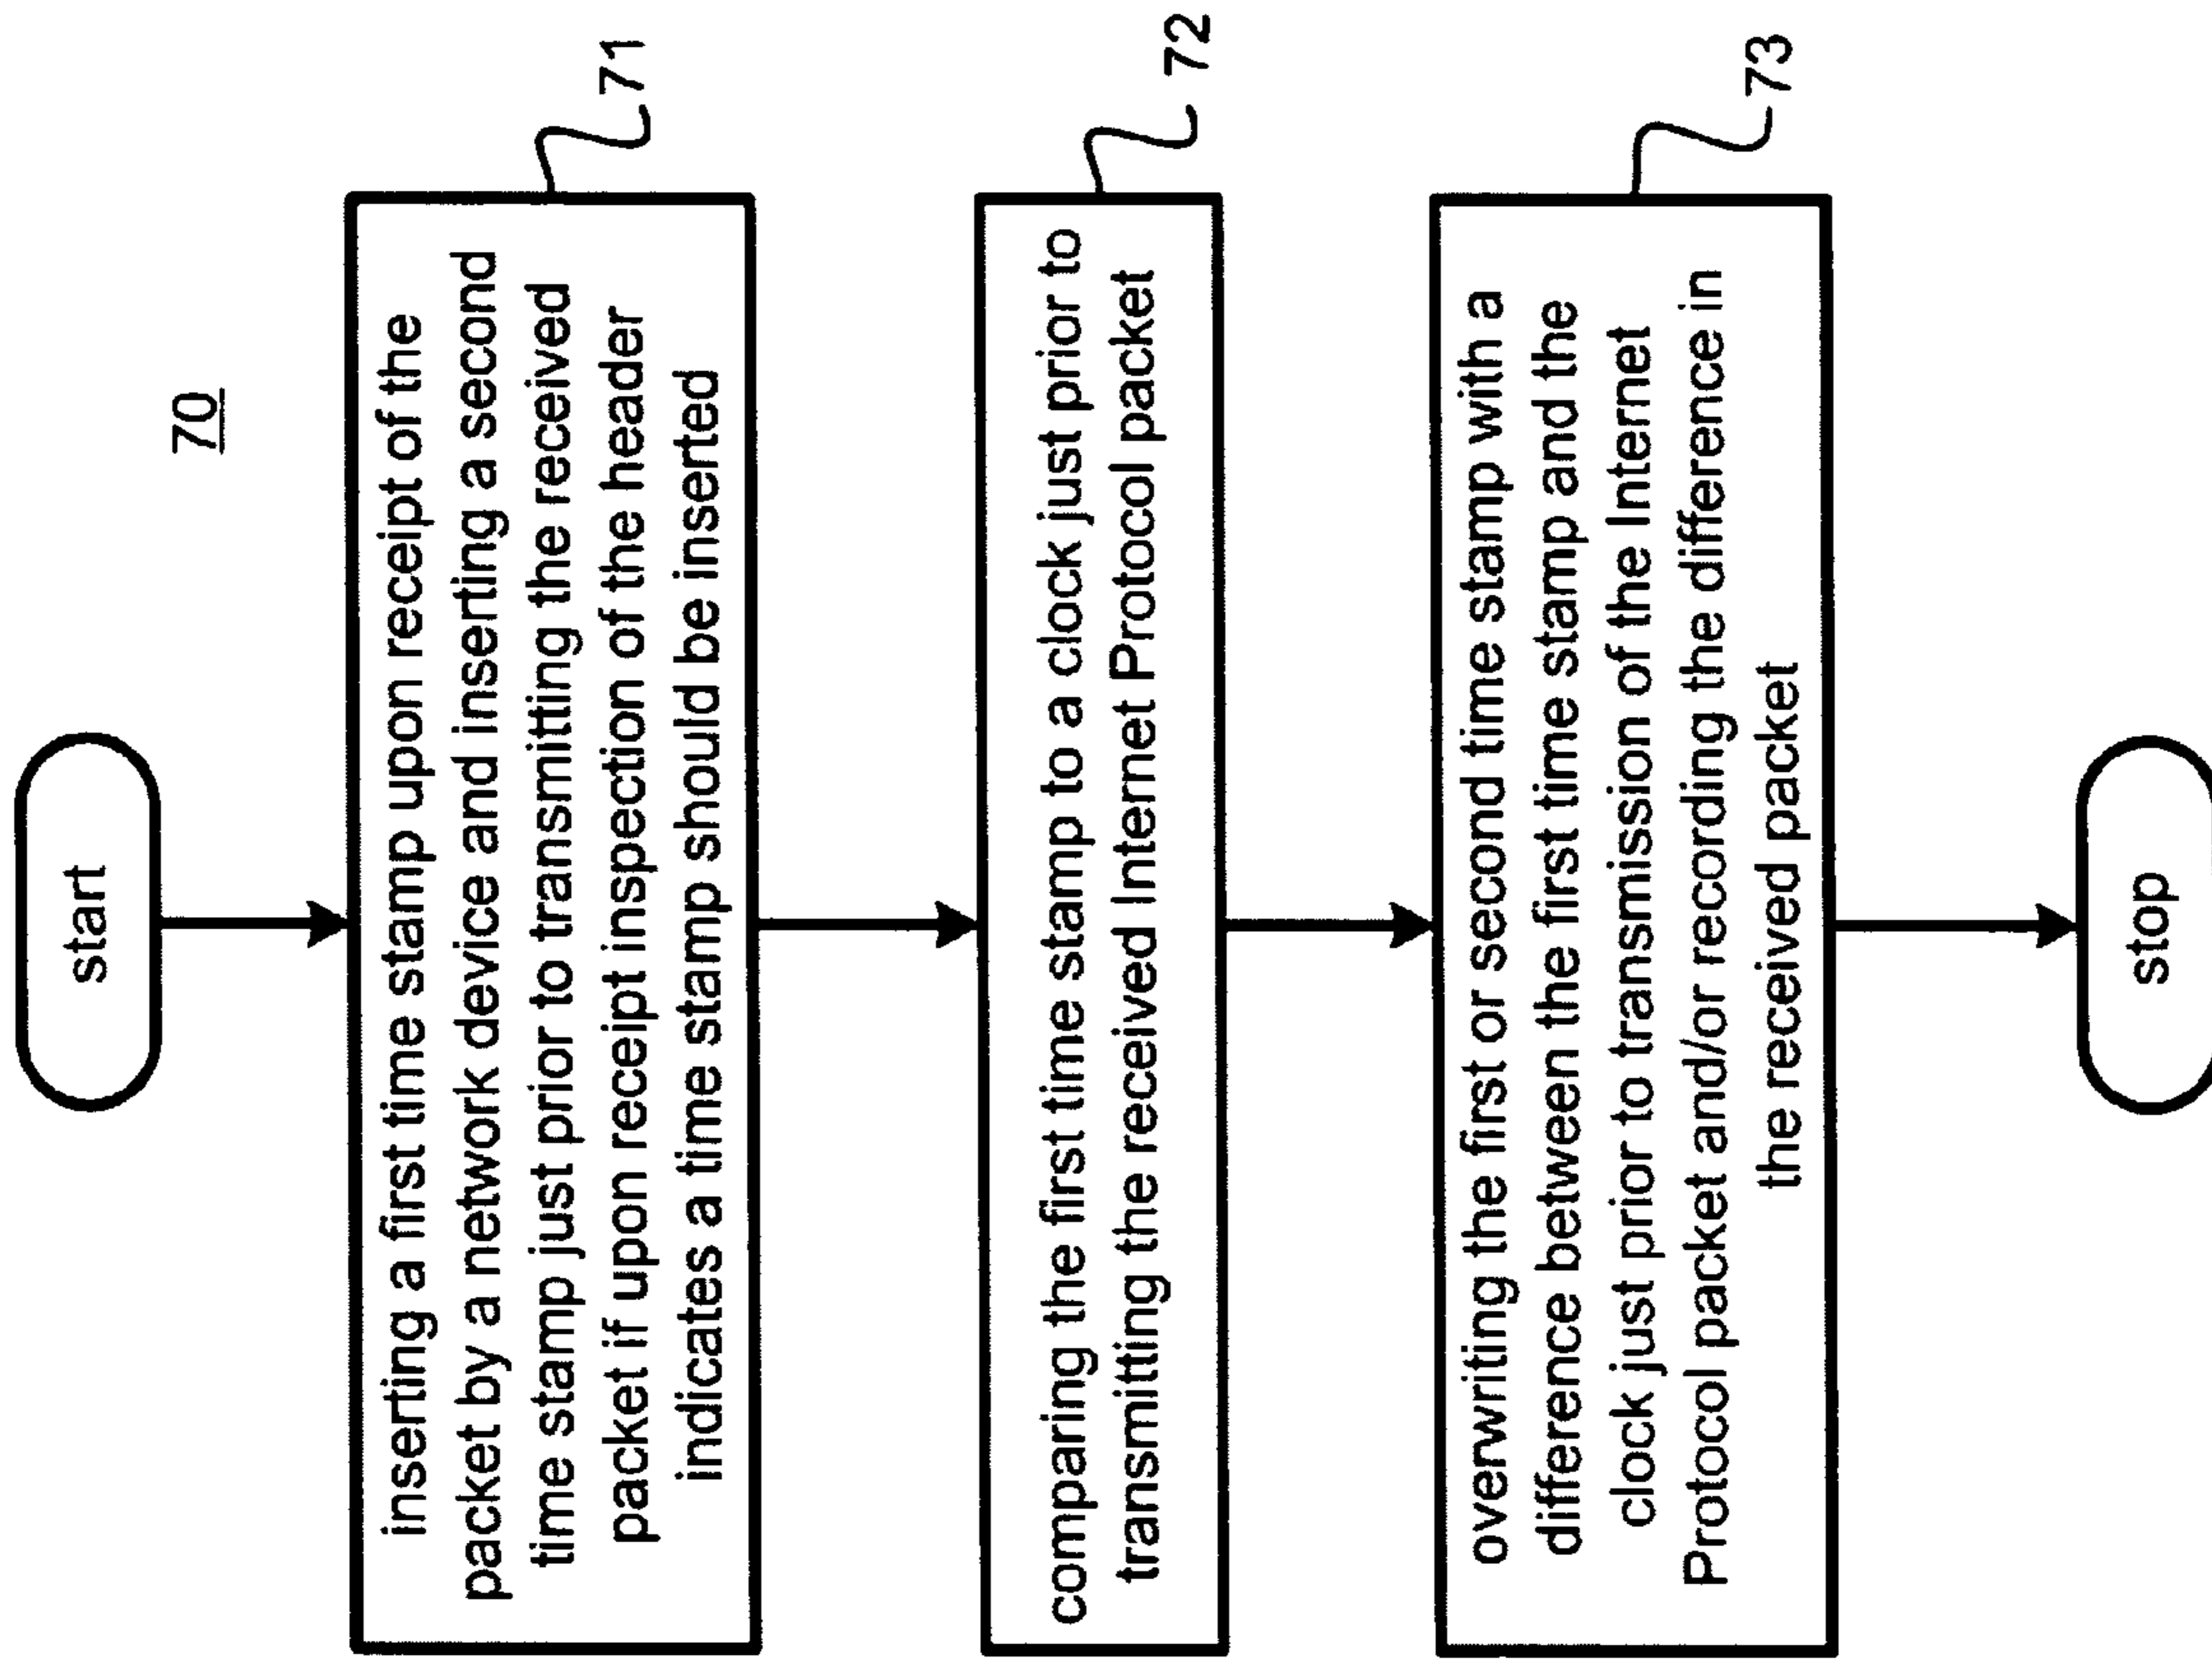 70
start
inserting a first time stamp upon receipt of the
packet by a network device and inserting a second
time stamp just prior to transmitting the received
packet if upon receipt inspection of the header
indicates a time stamp should be inserted
71
comparing the first time stamp to a clock just prior to
transmitting the received Internet Protocol packet
72
overwriting the first or second time stamp with a
difference between the first time stamp and the
clock just prior to transmission of the Internet
Protocol packet and/or recording the difference in
the received packet
73
stop